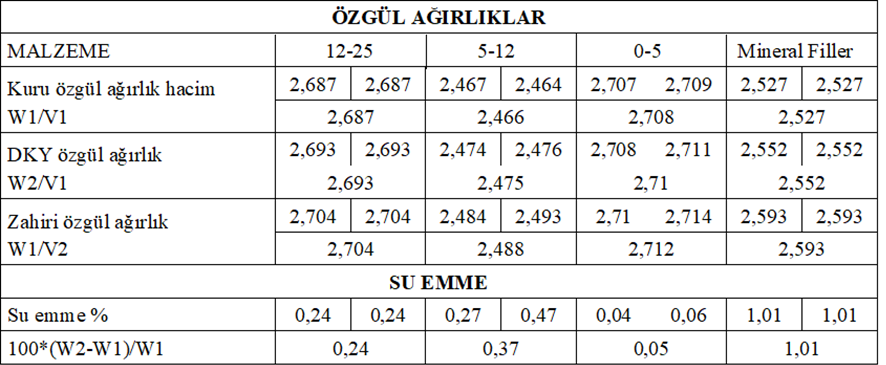 ÖZGÜL AĞIRLIKLAR
MALZEME 12-25 5-12 0-5 Mineral Filler
Kuru özgül ağırlık hacim 2,687 2,687 2,467 2,464 2,707 2,709 2,527 2,527
W1/V1 2,687 2,466 2,708 2,527
DKY özgül ağırlık 2,693 2,693 2,474 2,476 2,708 2,711 2,552 2,552
W2/V1 2,693 2,475 2,71 2,552
Zahiri özgül ağırlık 2,704 2,704 2,484 2,493 2,71 2,714 2,593 2,593
W1/V2 2,704 2,488 2,712 2,593
SU EMME
Su emme % 0,24 0,24 0,27 0,47 0,04 0,06 1,01 1,01
100*(W2-W1)/W1 0,24 0,37 0,05 1,01